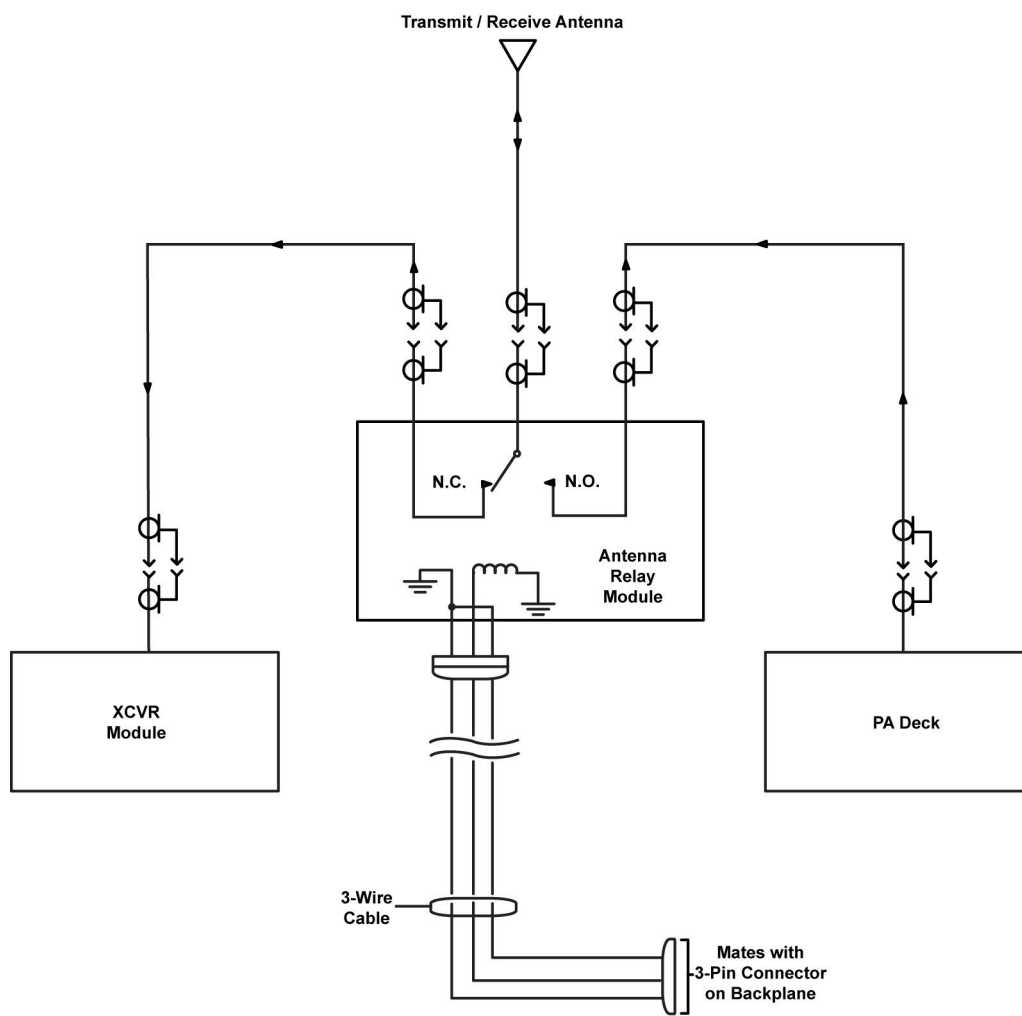 Transmit / Receive Antenna
N.C.
N.O.
Antenna
Relay
Module
XCVR
Module
PA Deck
3-Wire
Cable
Mates with
3-Pin Connector
on Backplane